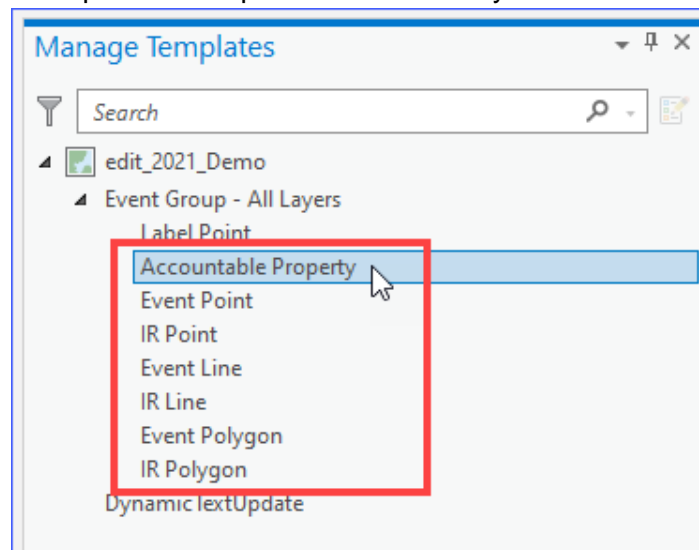 Manage Templates
Search
edit_2021_Demo
Event Group - All Layers
Label Point
Accountable Property
Event Point
IR Point
Event Line
IR Line
Event Polygon
IR Polygon
DynamicTextUpdate